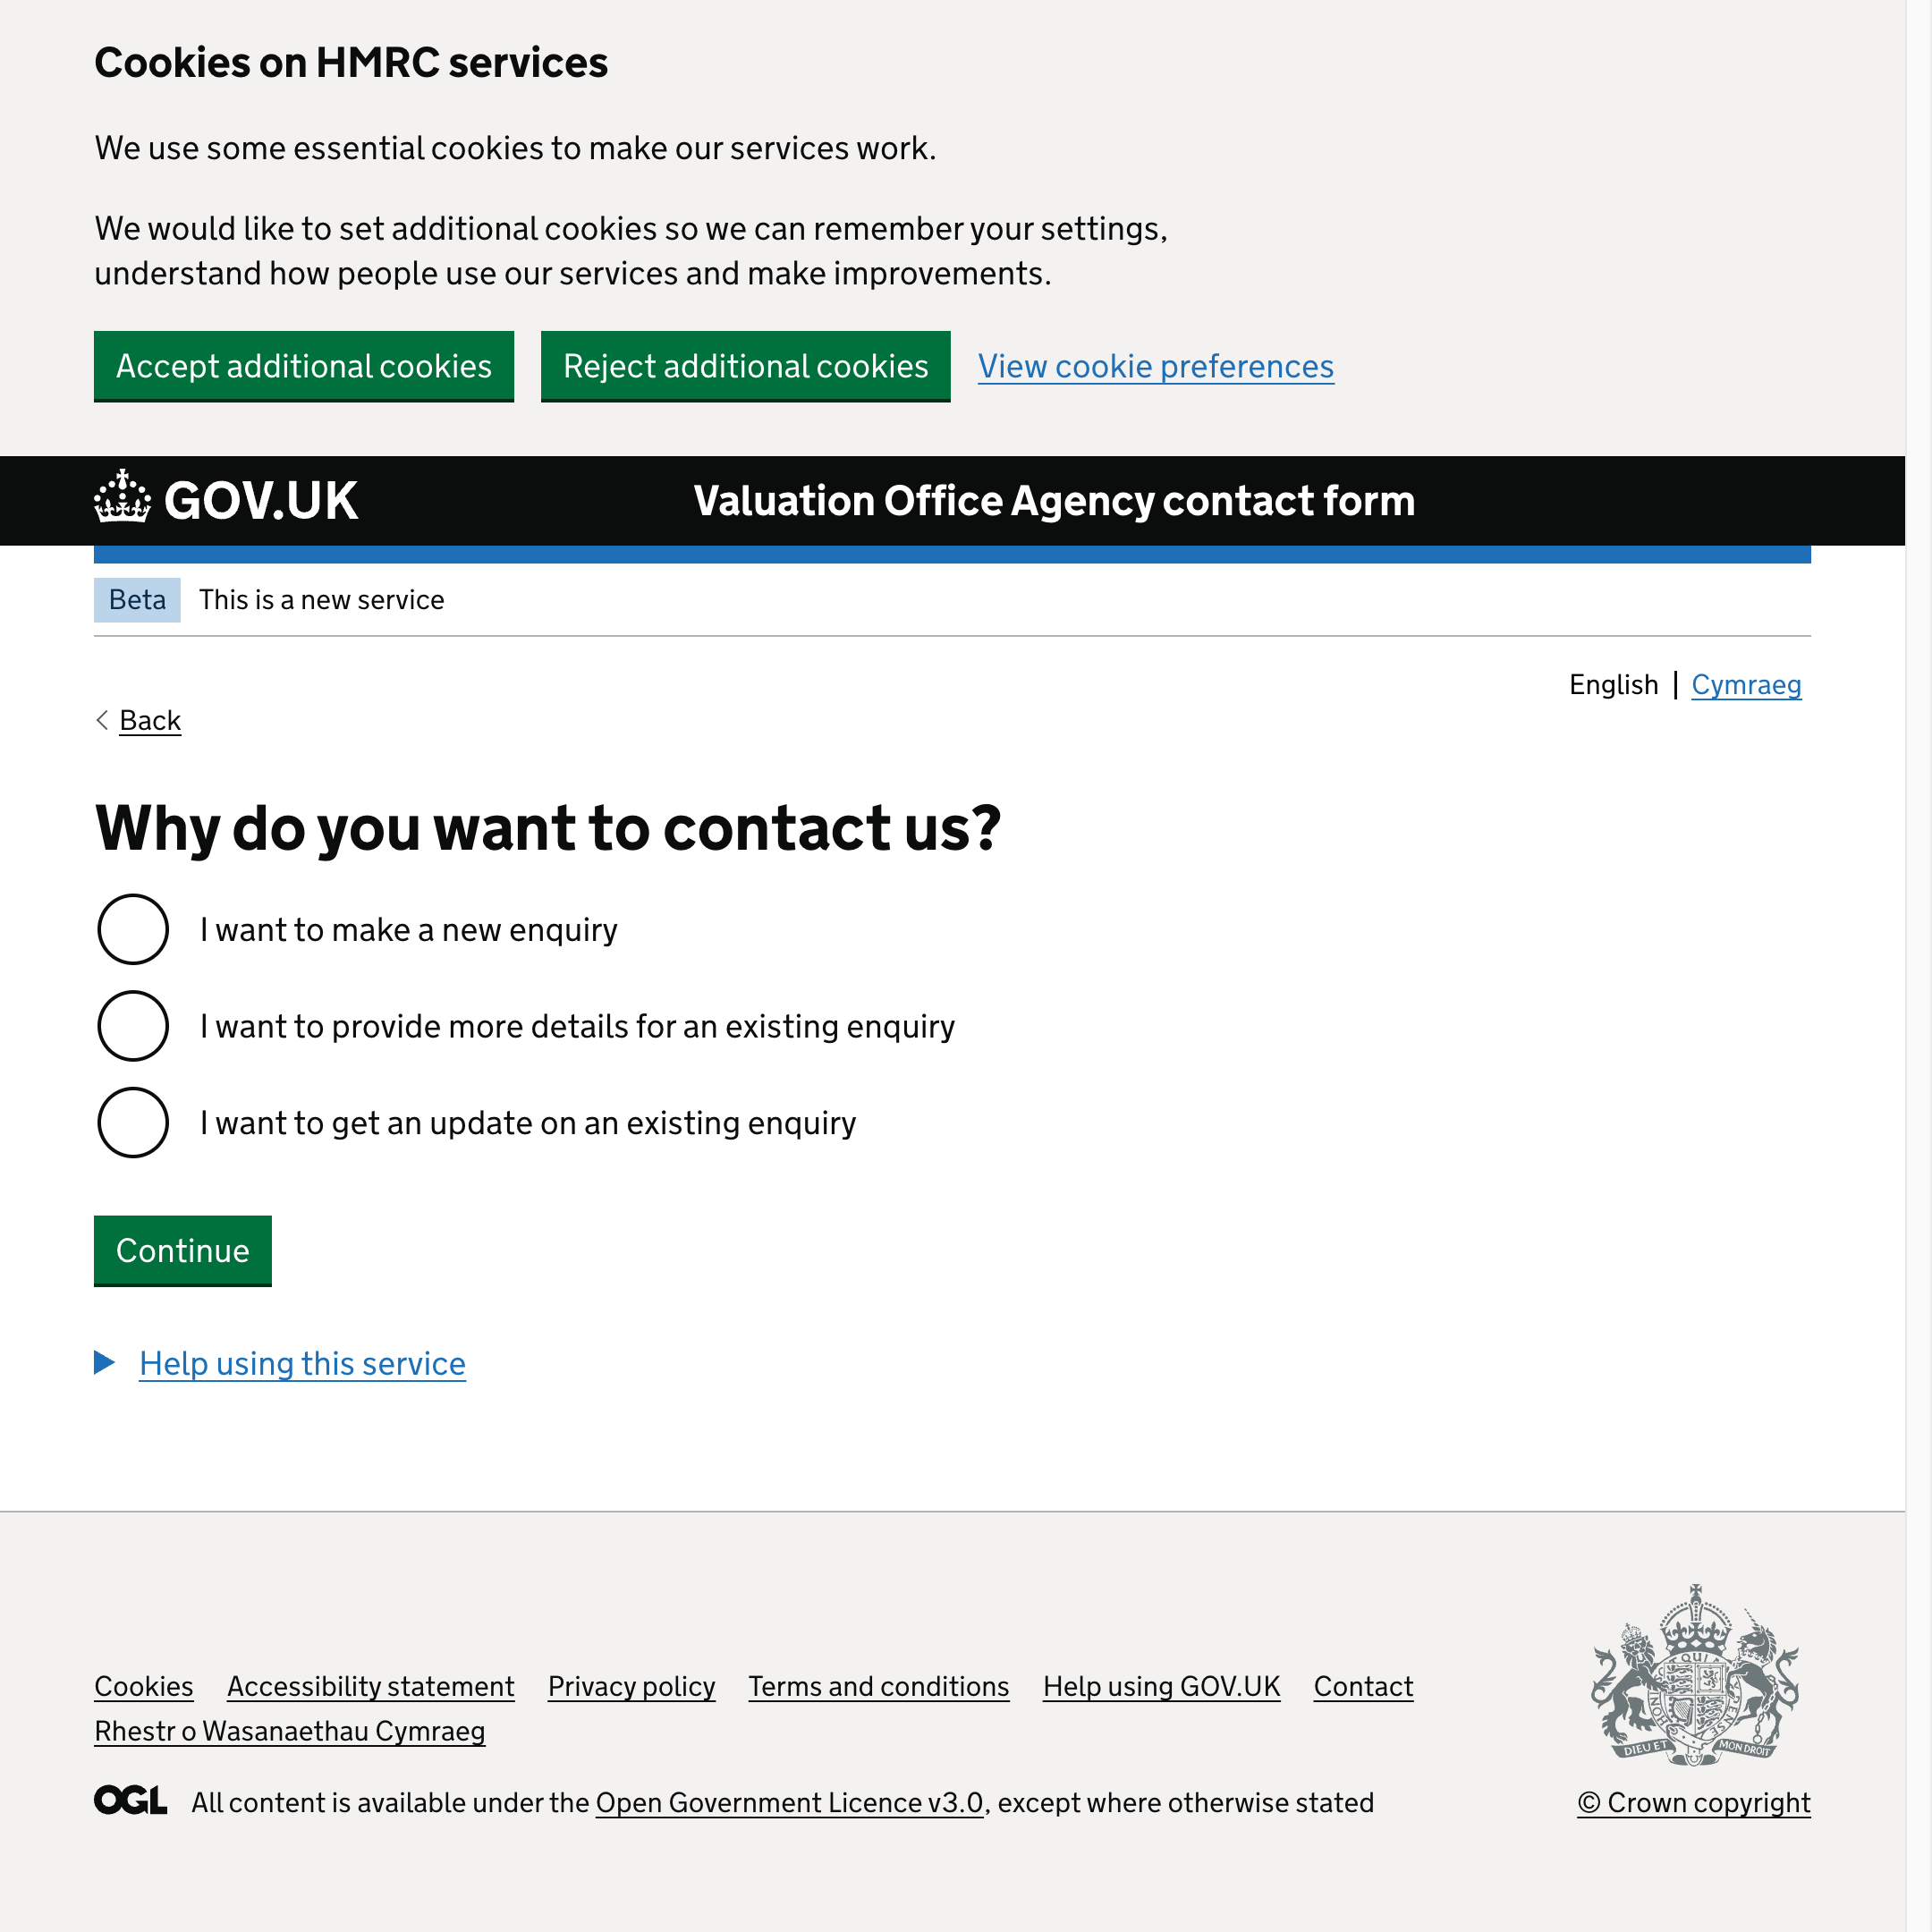 Cookies on HMRC services
We use some essential cookies to make our services work.
We would like to set additional cookies so we can remember your settings,
understand how people use our services and make improvements.
Accept additional cookies Reject additional cookies View cookie preferences
GOV.UK Valuation Office Agency contact form
Beta This is a new service
English | Cymraeg
Back
Why do you want to contact us?
I want to make a new enquiry
I want to provide more details for an existing enquiry
I want to get an update on an existing enquiry
Continue
Help using this service
Cookies Accessibility statement Privacy policy Terms and conditions Help using GOV.UK Contact
Rhestr o Wasanaethau Cymraeg
DIEU ET MON DROIT
OGL All content is available under the Open Government Licence v3.0, except where otherwise stated
© Crown copyright